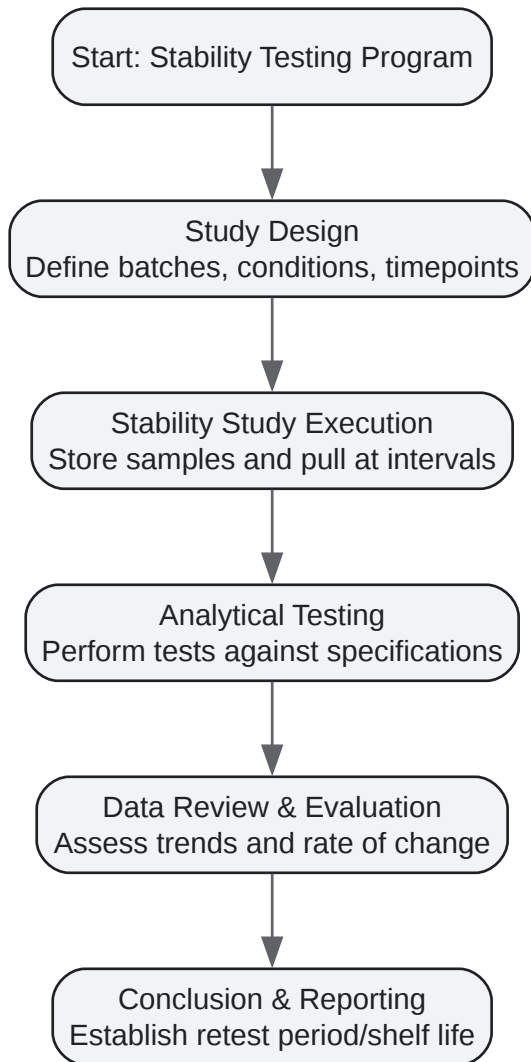 Start: Stability Testing Program
Study Design
Define batches, conditions, timepoints
Stability Study Execution
Store samples and pull at intervals
Analytical Testing
Perform tests against specifications
Data Review & Evaluation
Assess trends and rate of change
Conclusion & Reporting
Establish retest period/shelf life